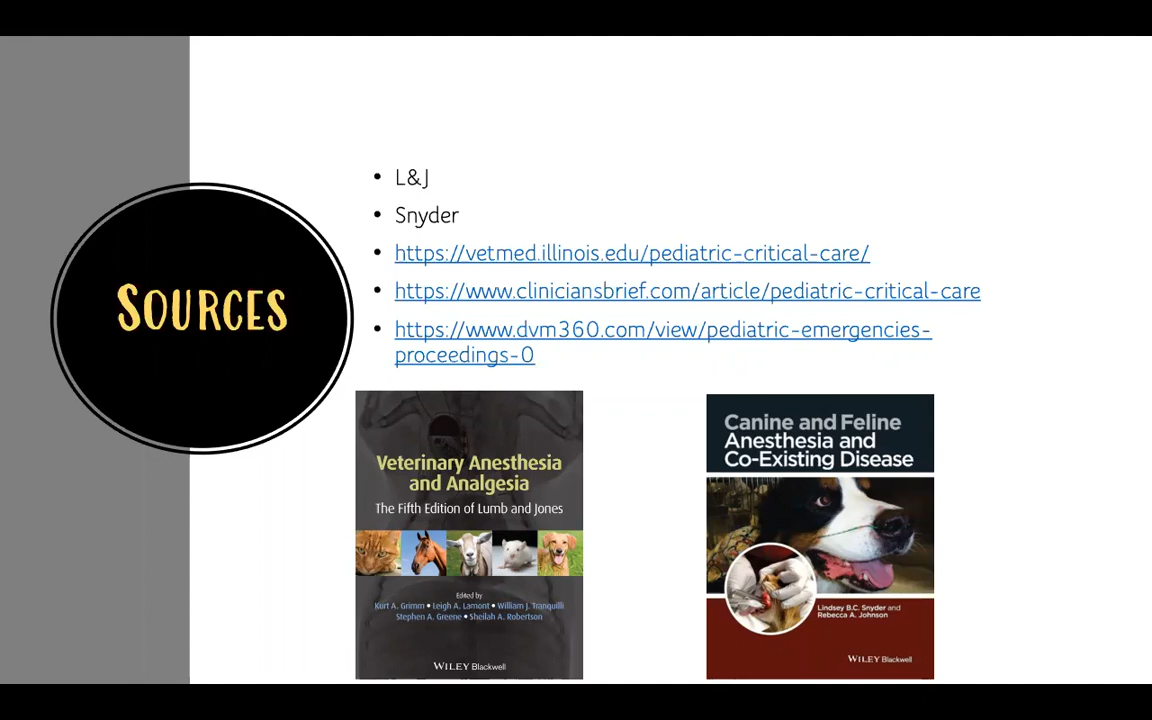 Sources
• L&J
• Snyder
• https://vetmed.illinois.edu/pediatric-critical-care/
• https://www.cliniciansbrief.com/article/pediatric-critical-care
• https://www.dvm360.com/view/pediatric-emergencies-
proceedings-0
Veterinary Anesthesia
and Analgesia
The Fifth Edition of Lumb and Jones
Edited by
Kurt A. Grimm • Leigh A. Lamont • William J. Tranquilli
Stephen A. Greene • Sheilah A. Robertson
WILEY Blackwell
Canine and Feline
Anesthesia and
Co-Existing Disease
Lindsey B.C. Snyder and
Rebecca A. Johnson
WILEY Blackwell